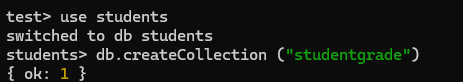 test> use students
switched to db students
students> db.createCollection ("studentgrade")
{ ok: 1 }